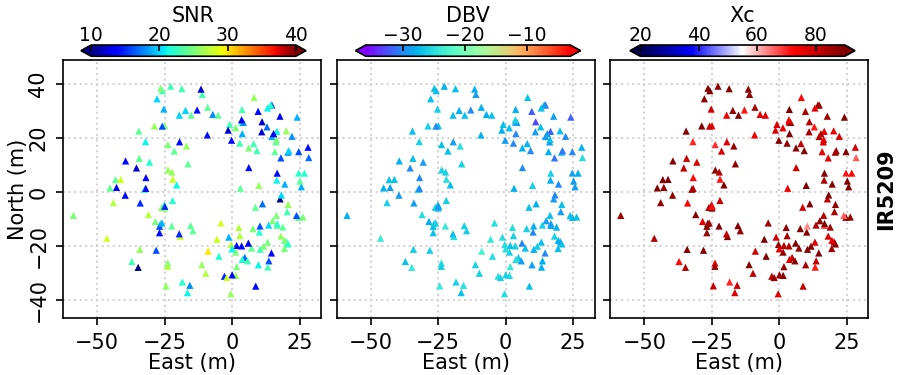 SNR DBV Xc
10 20 30 40 −30 −20 −10 20 40 60 80
40
20
0
−20
−40
North (m)
−50 −25 0 25 −50 −25 0 25 −50 −25 0 25
East (m) East (m) East (m)
IR5209